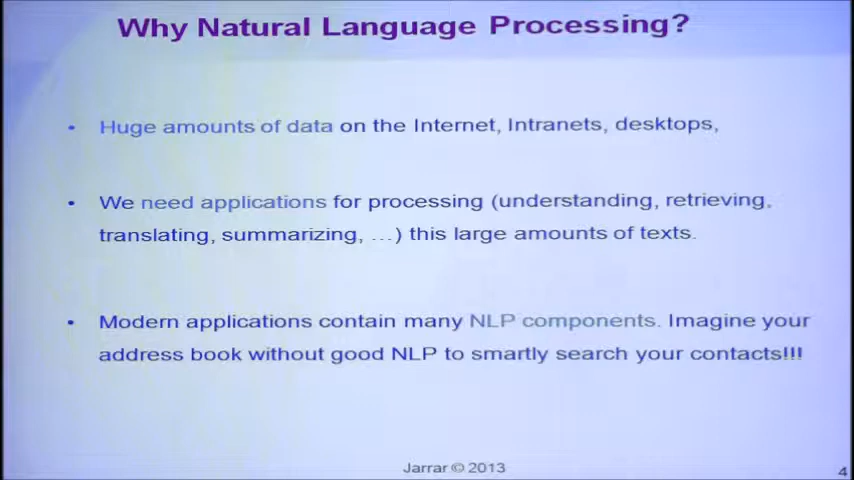 Why Natural Language Processing?
• Huge amounts of data on the Internet, Intranets, desktops,
• We need applications for processing (understanding, retrieving,
translating, summarizing, …) this large amounts of texts.
• Modern applications contain many NLP components. Imagine your
address book without good NLP to smartly search your contacts!!!
Jarrar © 2013
4